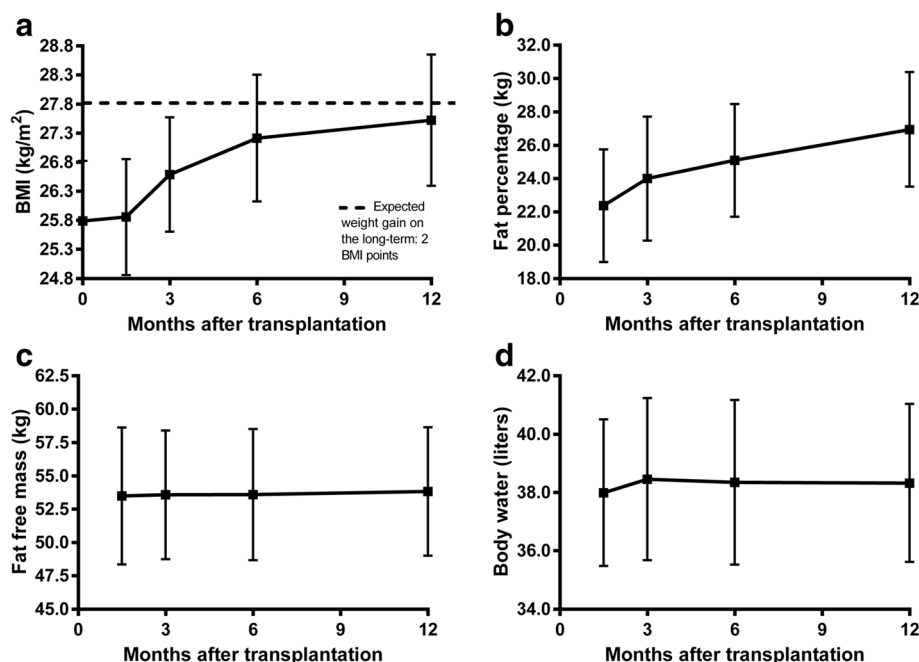 a
BMI (kg/m²)
28.8
28.3
27.8
27.3
26.8
26.3
25.8
25.3
24.8
Expected
weight gain on
the long-term: 2
BMI points
0 3 6 9 12
Months after transplantation
b
Fat percentage (kg)
32.0
30.0
28.0
26.0
24.0
22.0
20.0
18.0
0 3 6 9 12
Months after transplantation
c
Fat free mass (kg)
62.5
60.0
57.5
55.0
52.5
50.0
47.5
45.0
0 3 6 9 12
Months after transplantation
d
Body water (liters)
42.0
40.0
38.0
36.0
34.0
0 3 6 9 12
Months after transplantation